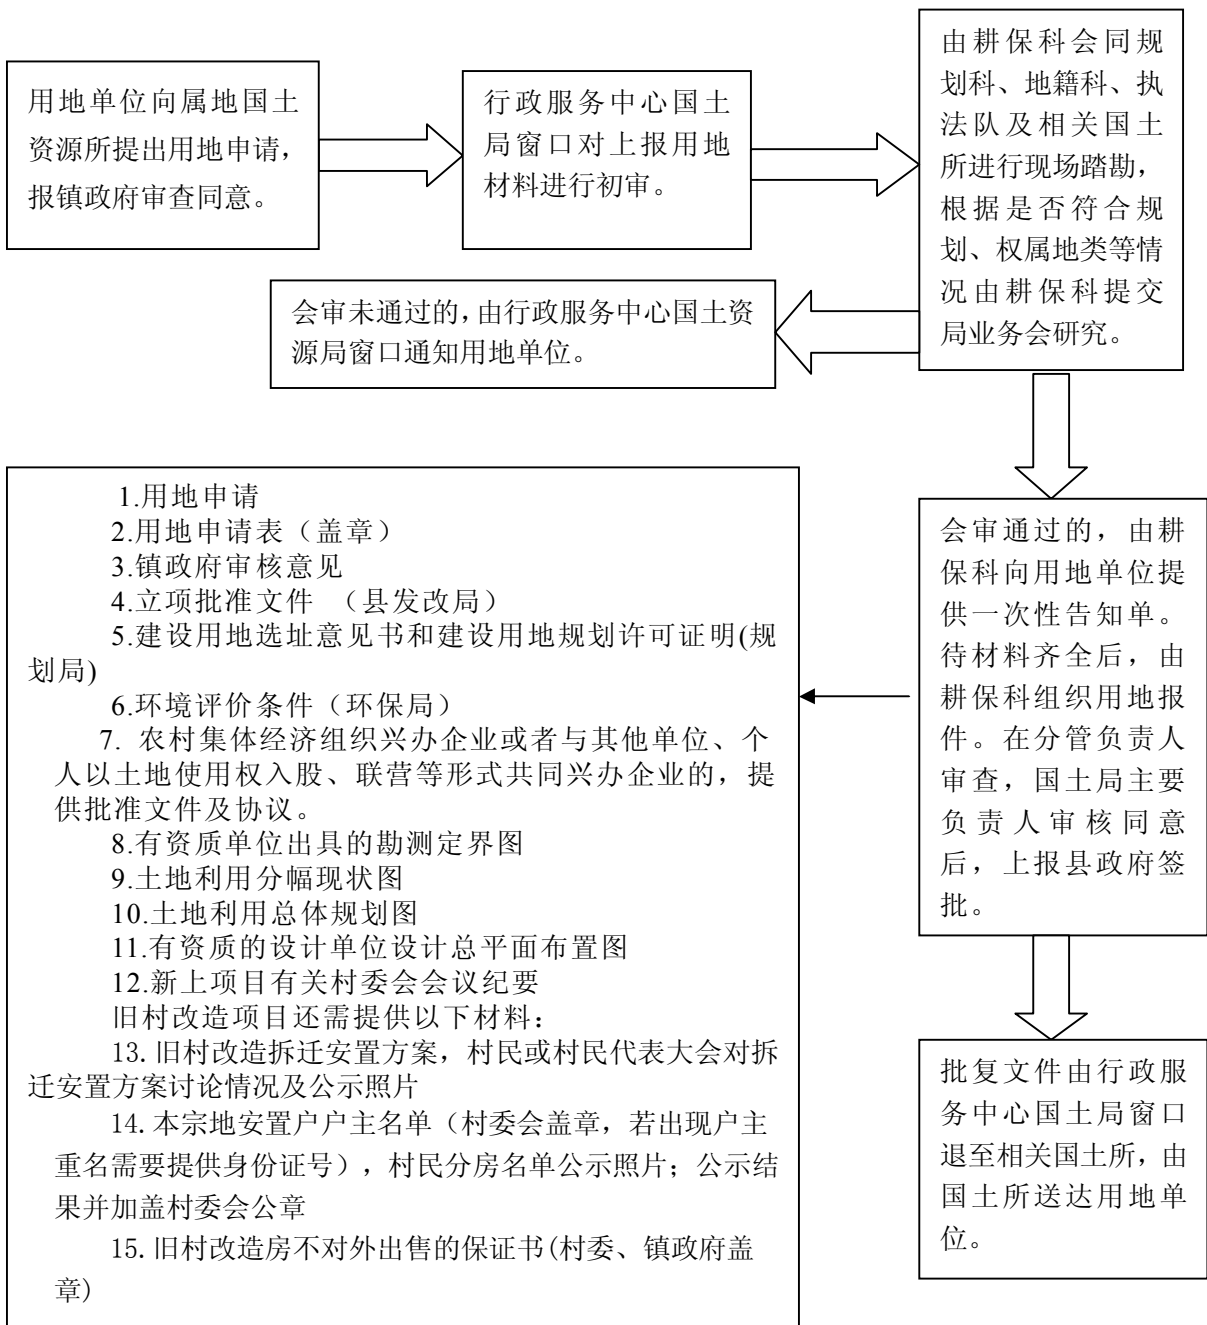 用地单位向属地国土
资源所提出用地申请，
报镇政府审查同意。
行政服务中心国土
局窗口对上报用地
材料进行初审。
由耕保科会同规
划科、地籍科、执
法队及相关国土
所进行现场踏勘，
根据是否符合规
划、权属地类等情
况由耕保科提交
局业务会研究。
会审未通过的，由行政服务中心国土资
源局窗口通知用地单位。
会审通过的，由耕
保科向用地单位提
供一次性告知单。
待材料齐全后，由
耕保科组织用地报
件。在分管负责人
审查，国土局主要
负责人审核同意
后，上报县政府签
批。
1.用地申请
2.用地申请表（盖章）
3.镇政府审核意见
4.立项批准文件 （县发改局）
5.建设用地选址意见书和建设用地规划许可证明(规
划局)
6.环境评价条件（环保局）
7. 农村集体经济组织兴办企业或者与其他单位、个
人以土地使用权入股、联营等形式共同兴办企业的，提
供批准文件及协议。
8.有资质单位出具的勘测定界图
9.土地利用分幅现状图
10.土地利用总体规划图
11.有资质的设计单位设计总平面布置图
12.新上项目有关村委会会议纪要
旧村改造项目还需提供以下材料：
13.旧村改造拆迁安置方案，村民或村民代表大会对拆
迁安置方案讨论情况及公示照片
14.本宗地安置户户主名单（村委会盖章，若出现户主
重名需要提供身份证号），村民分房名单公示照片；公示结
果并加盖村委会公章
15.旧村改造房不对外出售的保证书(村委、镇政府盖
章)
批复文件由行政服
务中心国土局窗口
退至相关国土所，由
国土所送达用地单
位。